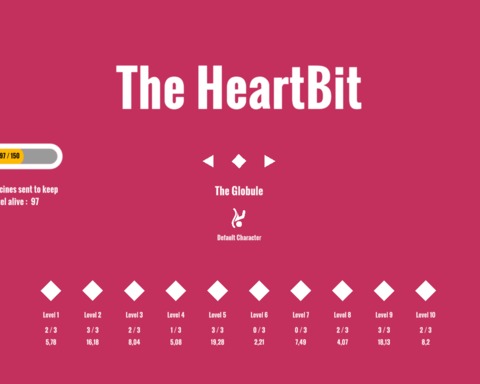 The HeartBit
97 / 150
cines sent to keep
el alive : 97
The Globule
Default Character
Level 1 Level 2 Level 3 Level 4 Level 5 Level 6 Level 7 Level 8 Level 9 Level 10
2 / 3 3 / 3 2 / 3 1 / 3 3 / 3 0 / 3 0 / 3 2 / 3 3 / 3 2 / 3
5,78 16,18 8,04 5,08 19,28 2,21 7,49 4,07 18,13 8,2